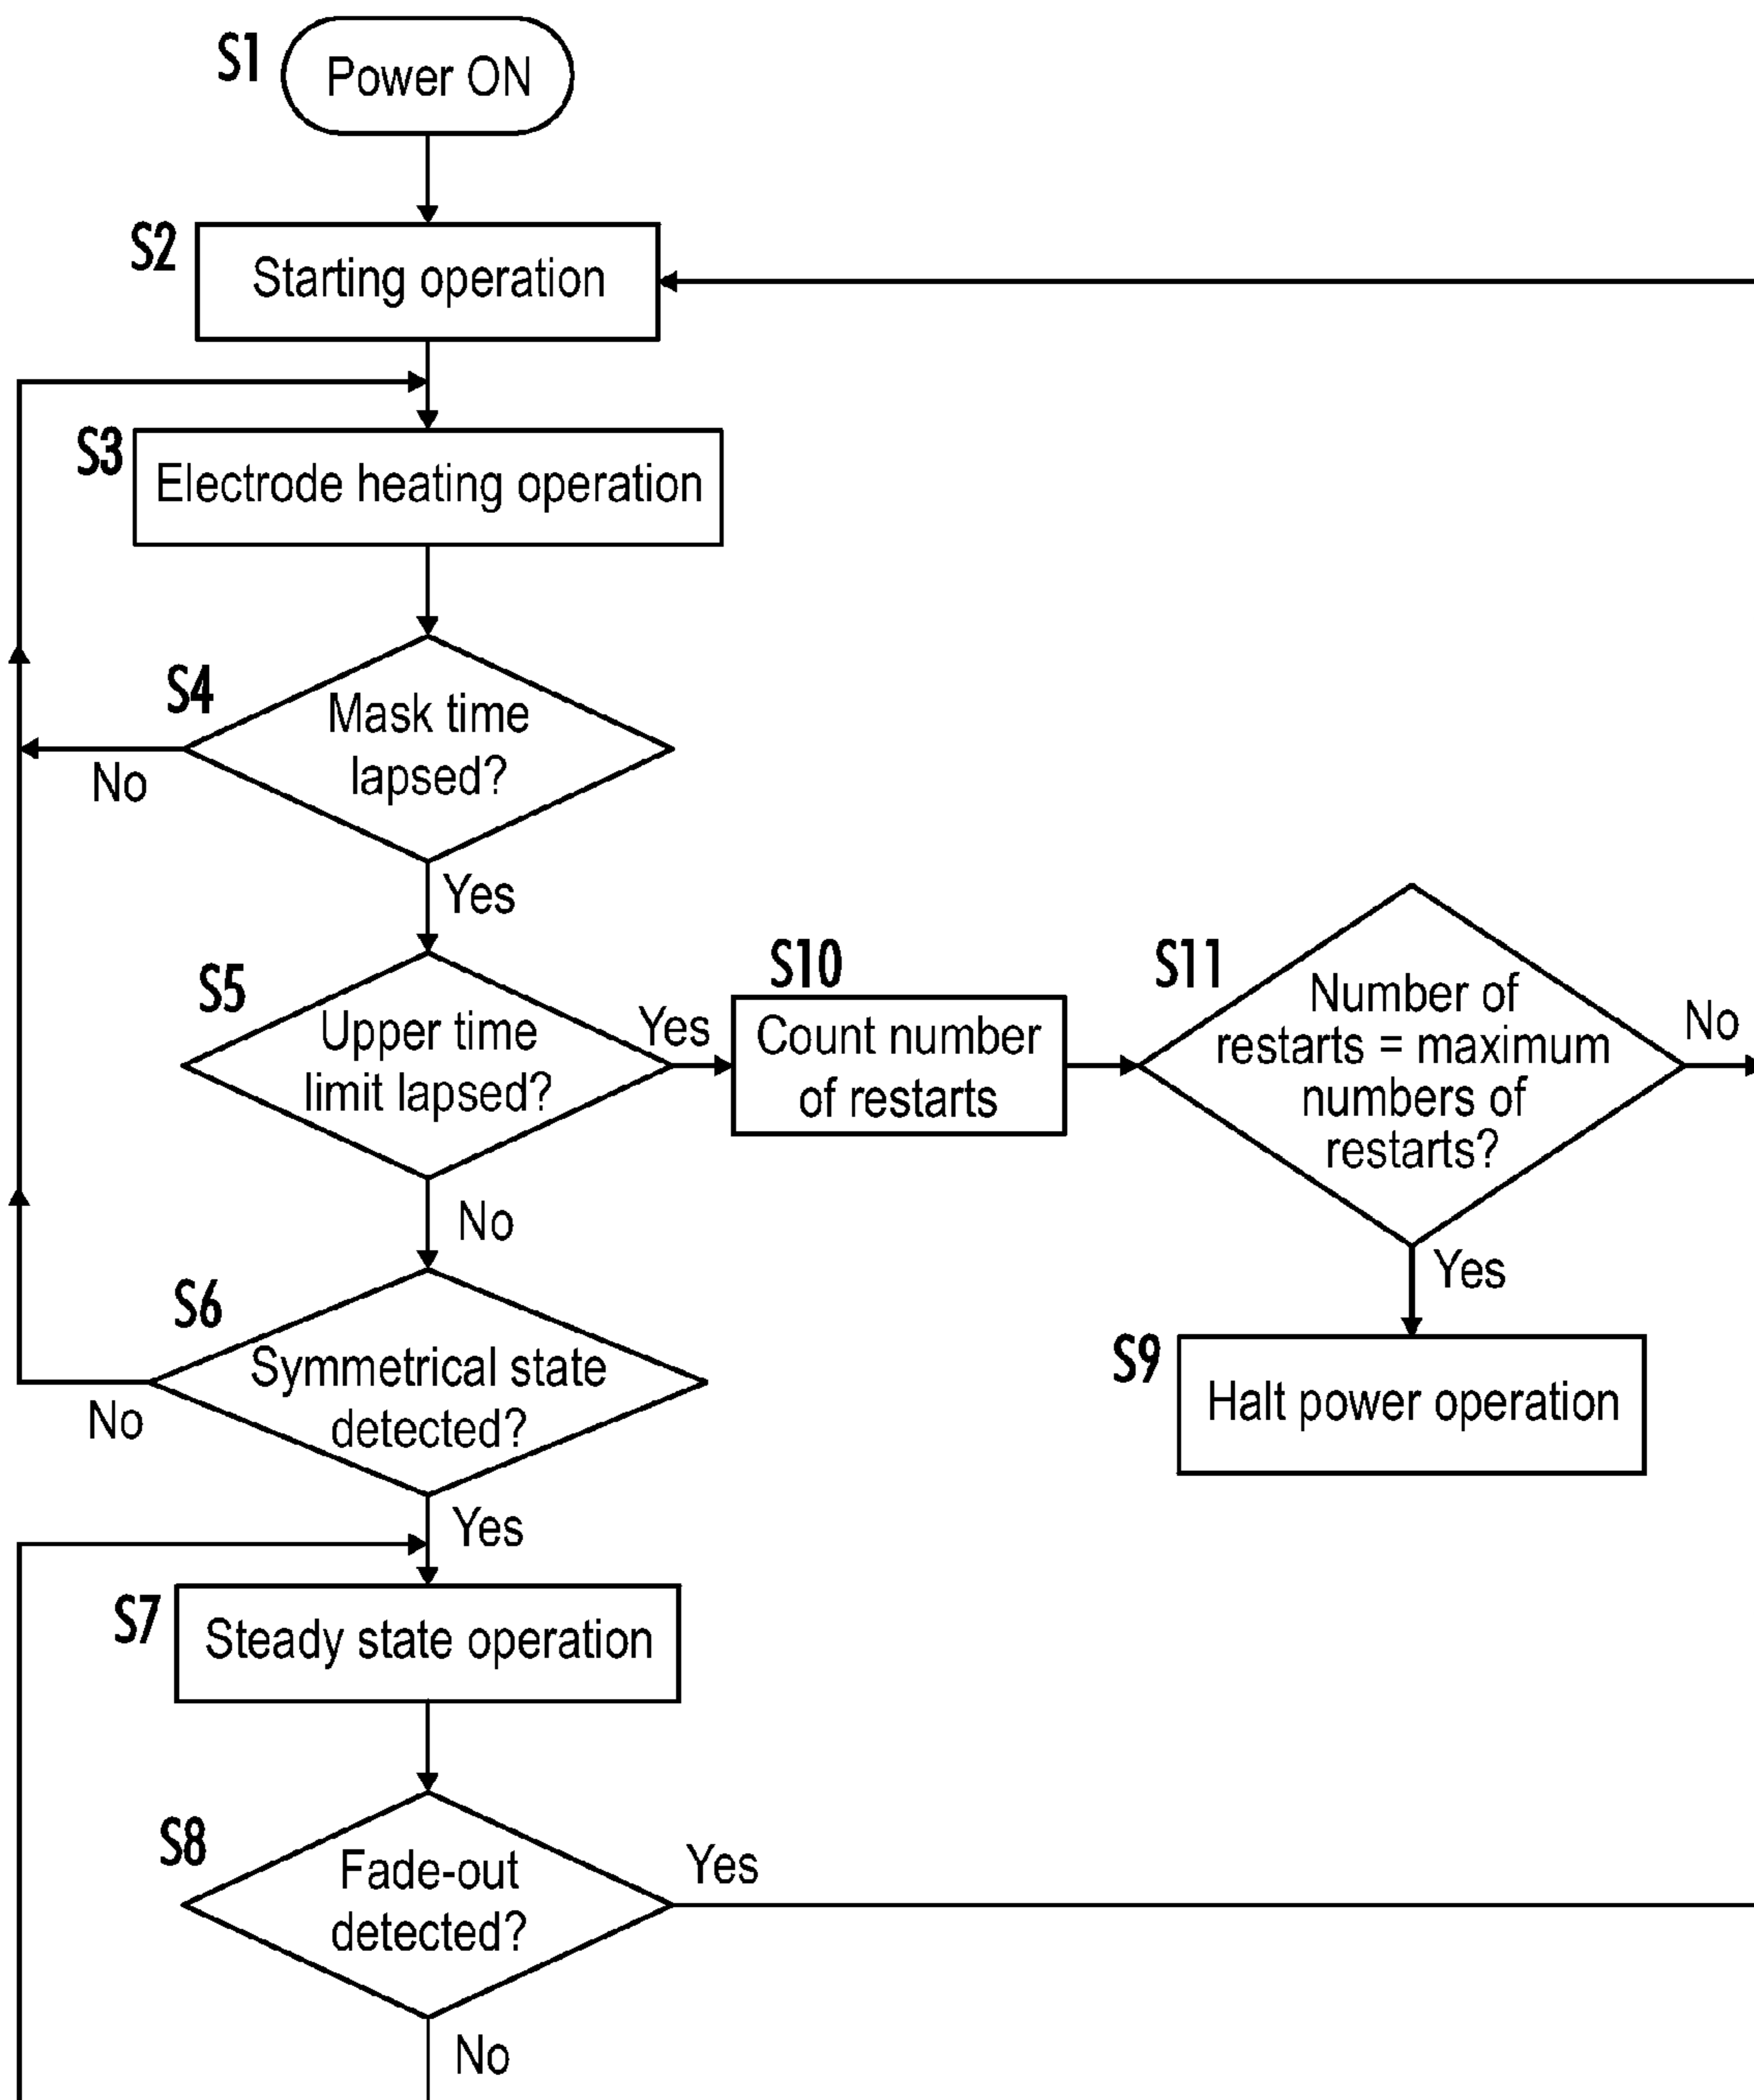 S1
Power ON
S2
Starting operation
S3
Electrode heating operation
S4
Mask time
lapsed?
No
Yes
S5
Upper time
limit lapsed?
Yes
No
S10
Count number
of restarts
S11
Number of
restarts = maximum
numbers of
restarts?
No
Yes
S9
Halt power operation
S6
Symmetrical state
detected?
No
Yes
S7
Steady state operation
S8
Fade-out
detected?
Yes
No